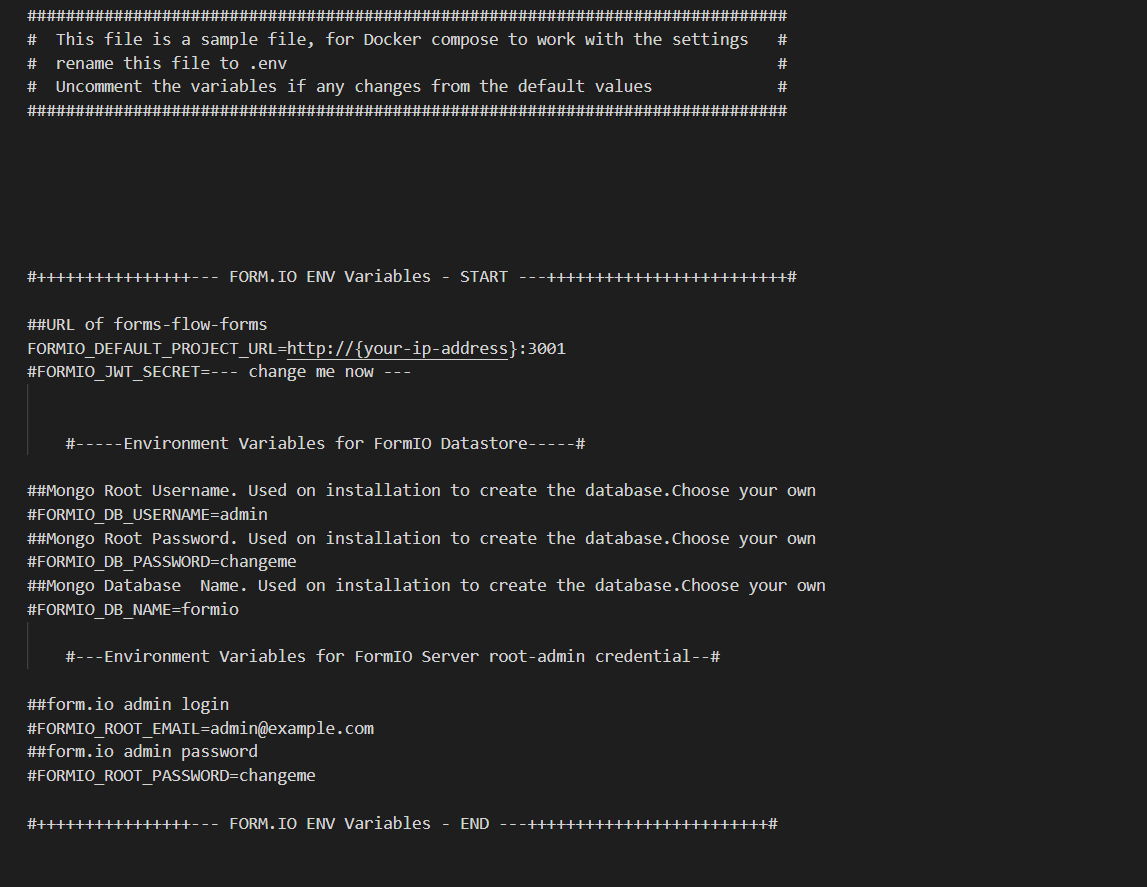 ###############################################################################
#  This file is a sample file, for Docker compose to work with the settings   #
#  rename this file to .env                                                   #
#  Uncomment the variables if any changes from the default values             #
###############################################################################
#++++++++++++++++--- FORM.IO ENV Variables - START ---+++++++++++++++++++++++++#
##URL of forms-flow-forms
FORMIO_DEFAULT_PROJECT_URL=http://{your-ip-address}:3001
#FORMIO_JWT_SECRET=--- change me now ---
    #-----Environment Variables for FormIO Datastore-----#
##Mongo Root Username. Used on installation to create the database.Choose your own
#FORMIO_DB_USERNAME=admin
##Mongo Root Password. Used on installation to create the database.Choose your own
#FORMIO_DB_PASSWORD=changeme
##Mongo Database  Name. Used on installation to create the database.Choose your own
#FORMIO_DB_NAME=formio
    #---Environment Variables for FormIO Server root-admin credential--#
##form.io admin login
#FORMIO_ROOT_EMAIL=admin@example.com
##form.io admin password
#FORMIO_ROOT_PASSWORD=changeme
#++++++++++++++++--- FORM.IO ENV Variables - END ---+++++++++++++++++++++++++#